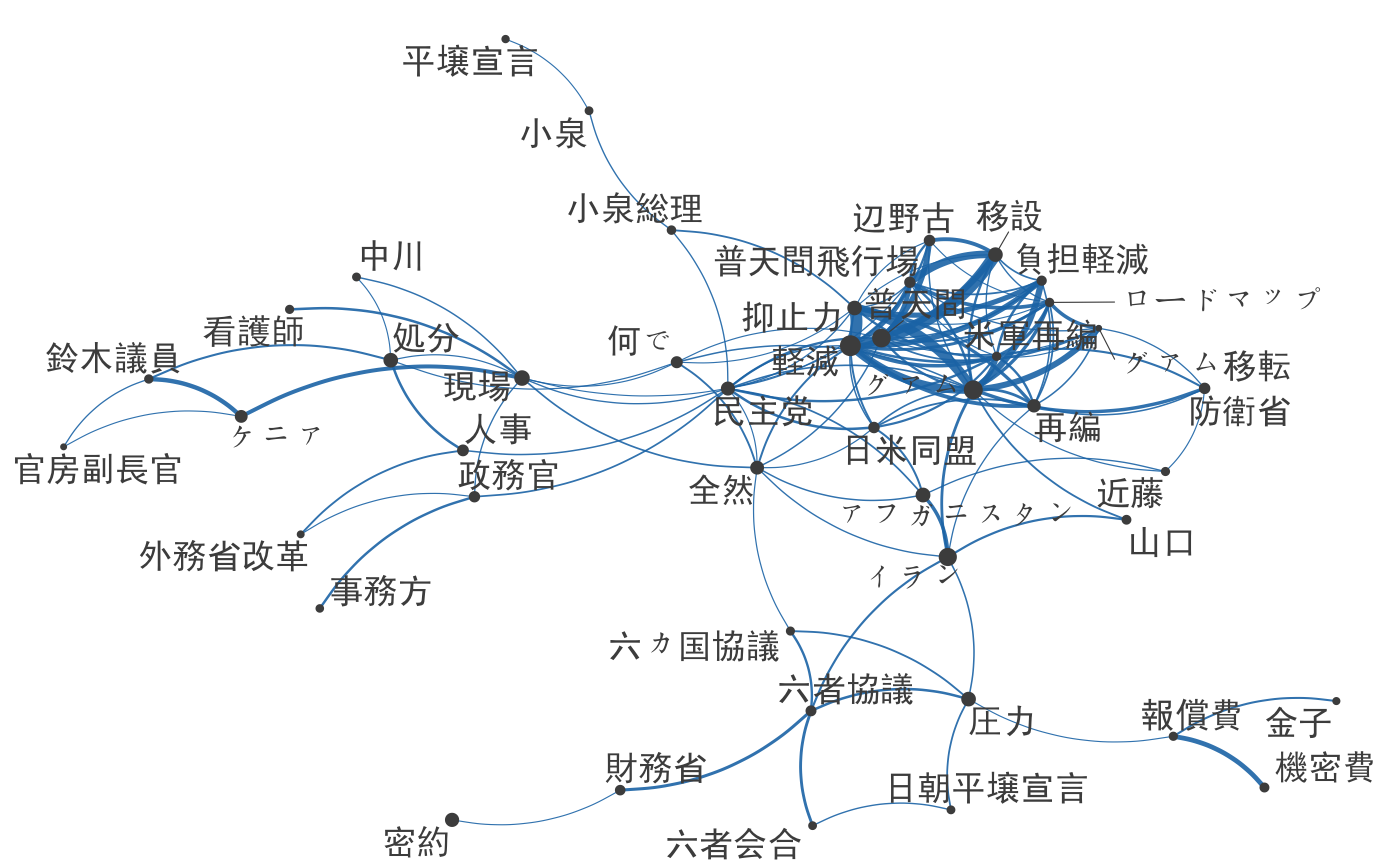 平壌宣言
小泉
小泉総理
辺野古
移設
中川
普天間飛行場
負担軽減
ロードマップ
普天間
看護師
処分
抑止力
何で
米軍再編
鈴木議員
軽減
グアム移転
現場
グアム
民主党
防衛省
ケニア
人事
再編
官房副長官
政務官
日米同盟
全然
近藤
アフガニスタン
外務省改革
山口
事務方
イラン
六カ国協議
六者協議
報償費
金子
圧力
財務省
機密費
日朝平壌宣言
密約
六者会合